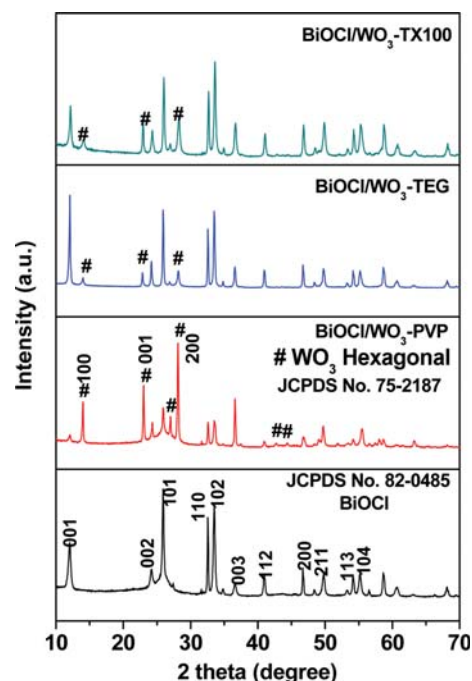 BiOCl/WO₃-TX100
# # #
BiOCl/WO₃-TEG
# # #
BiOCl/WO₃-PVP
# WO₃ Hexagonal
JCPDS No. 75-2187
#100
001
#
200
#
#
##
JCPDS No. 82-0485
BiOCl
001
002
101
110
102
003
112
200
211
113
104
Intensity (a.u.)
10 20 30 40 50 60 70
2 theta (degree)